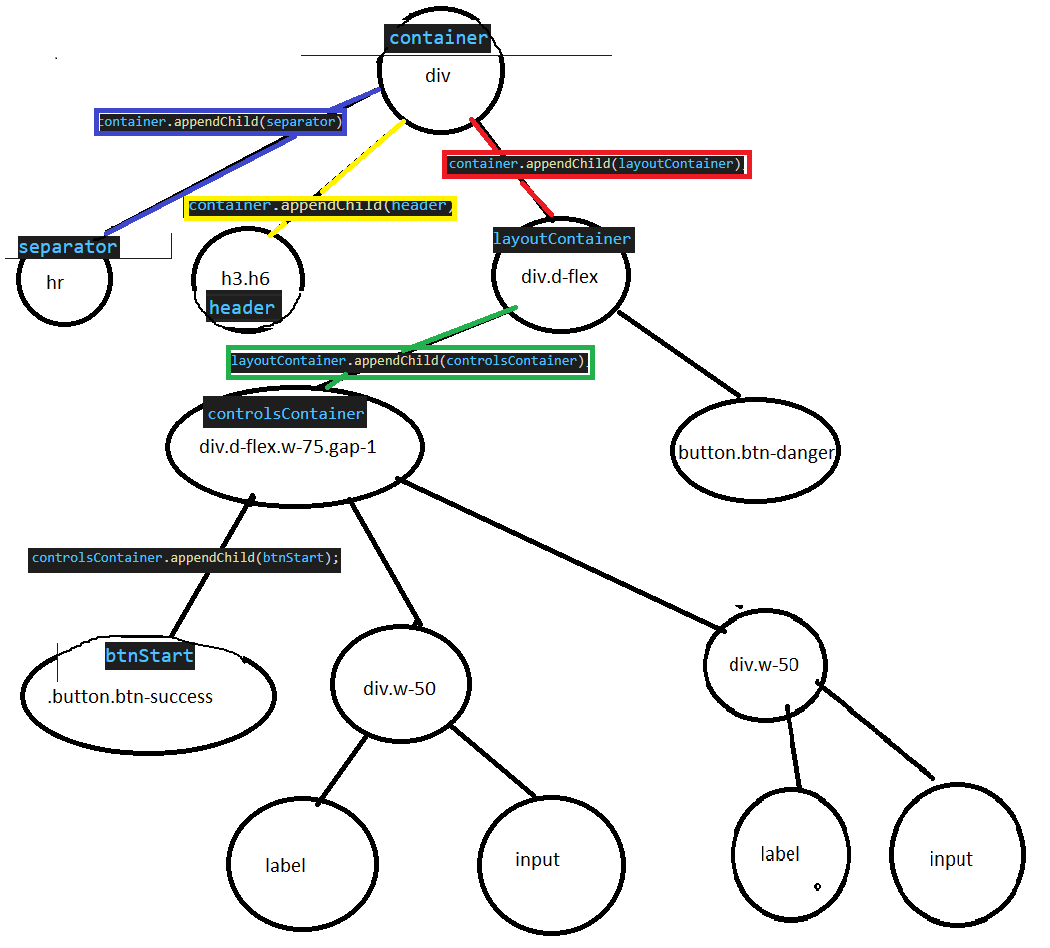 container
div
container.appendChild(separator)
container.appendChild(layoutContainer)
container.appendChild(header
separator
hr
h3.h6
header
layoutContainer
div.d-flex
layoutContainer.appendChild(controlsContainer)
controlsContainer
div.d-flex.w-75.gap-1
.button.btn-danger
controlsContainer.appendChild(btnStart);
btnStart
.button.btn-success
div.w-50
div.w-50
label
input
label
input